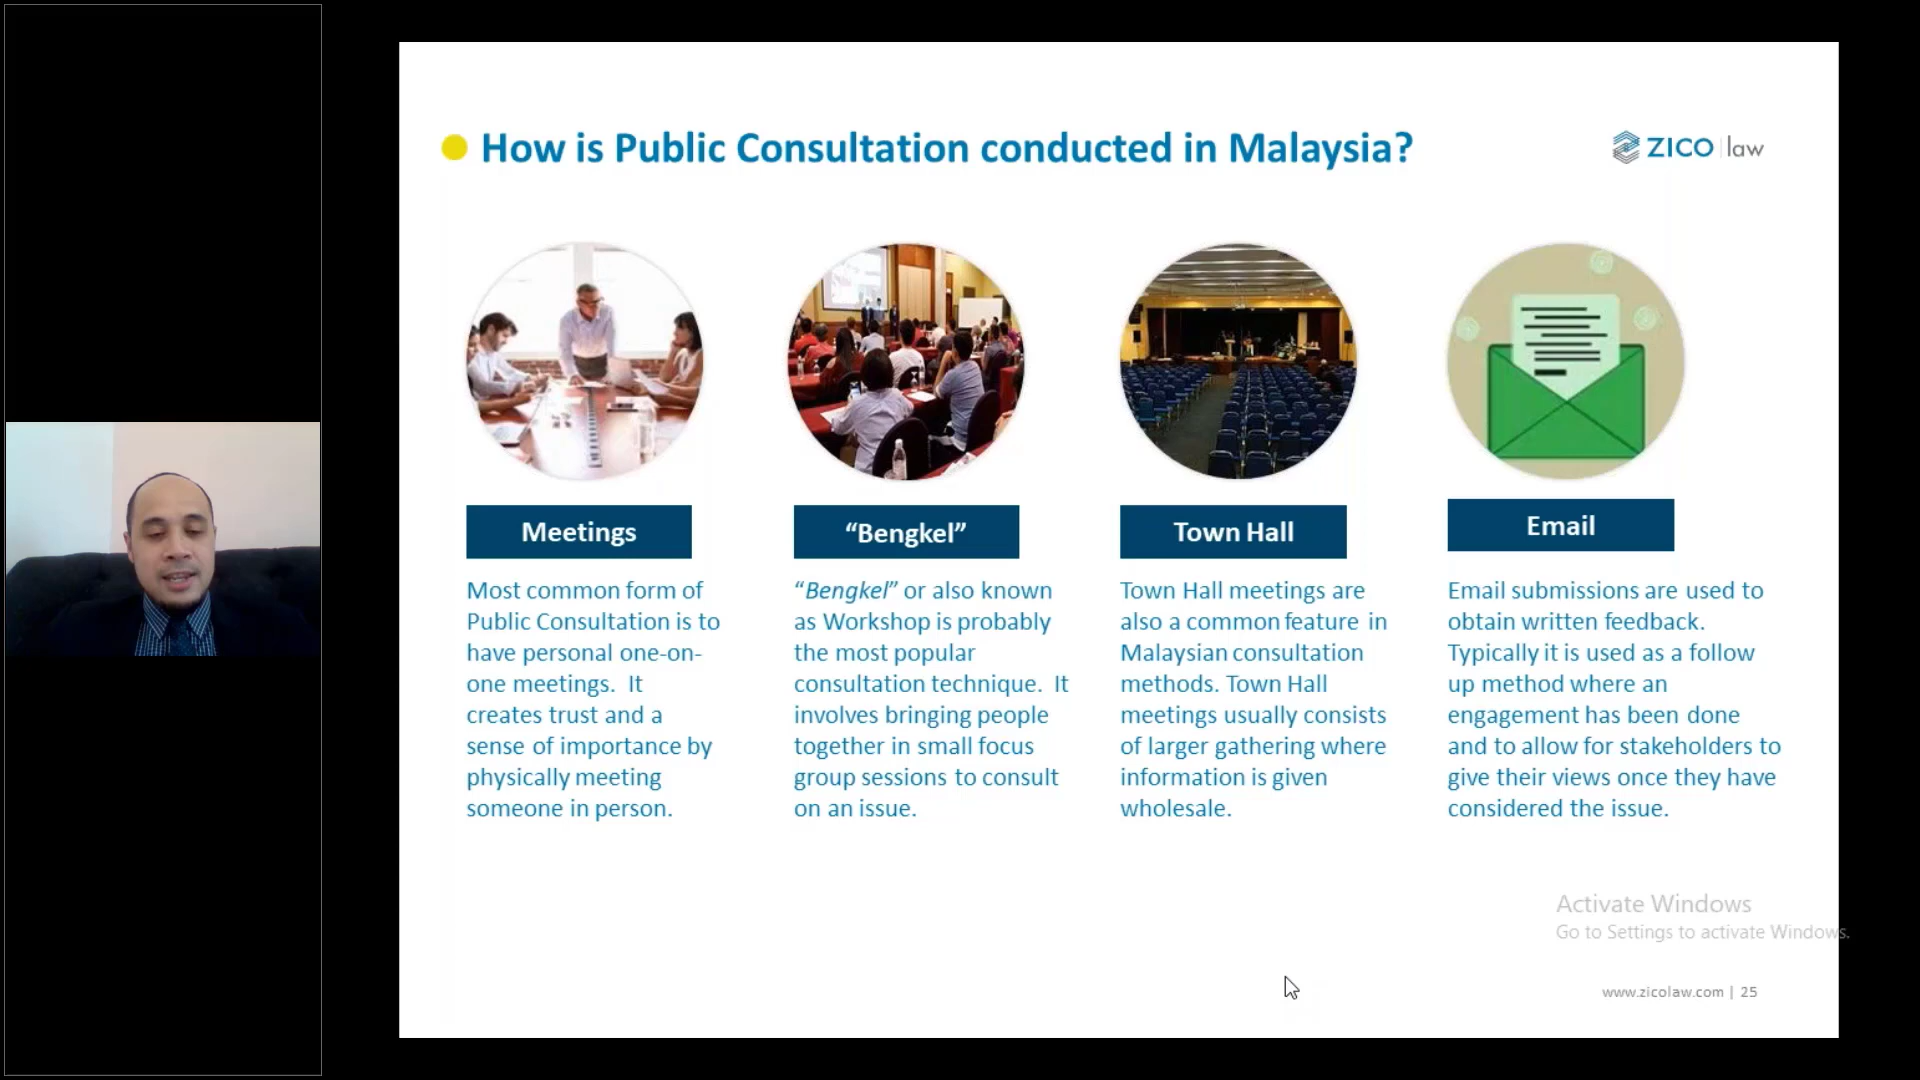 How is Public Consultation conducted in Malaysia?
ZICO law
Meetings
Most common form of
Public Consultation is to
have personal one-on-
one meetings. It
creates trust and a
sense of importance by
physically meeting
someone in person.
“Bengkel”
“Bengkel” or also known
as Workshop is probably
the most popular
consultation technique. It
involves bringing people
together in small focus
group sessions to consult
on an issue.
Town Hall
Town Hall meetings are
also a common feature in
Malaysian consultation
methods. Town Hall
meetings usually consists
of larger gathering where
information is given
wholesale.
Email
Email submissions are used to
obtain written feedback.
Typically it is used as a follow
up method where an
engagement has been done
and to allow for stakeholders to
give their views once they have
considered the issue.
Activate Windows
Go to Settings to activate Windows.
www.zicolaw.com | 25